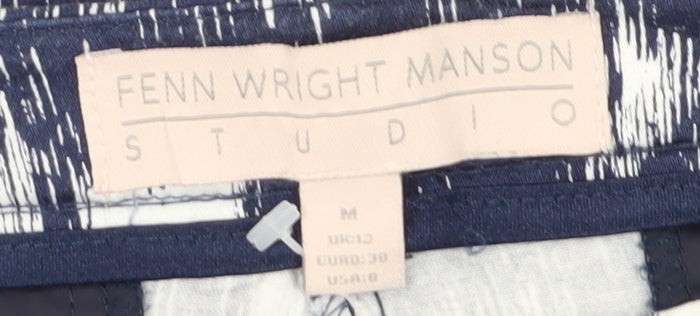 FENN WRIGHT MANSON
STUDIO
M
UK:12
EURO:38
USA:8